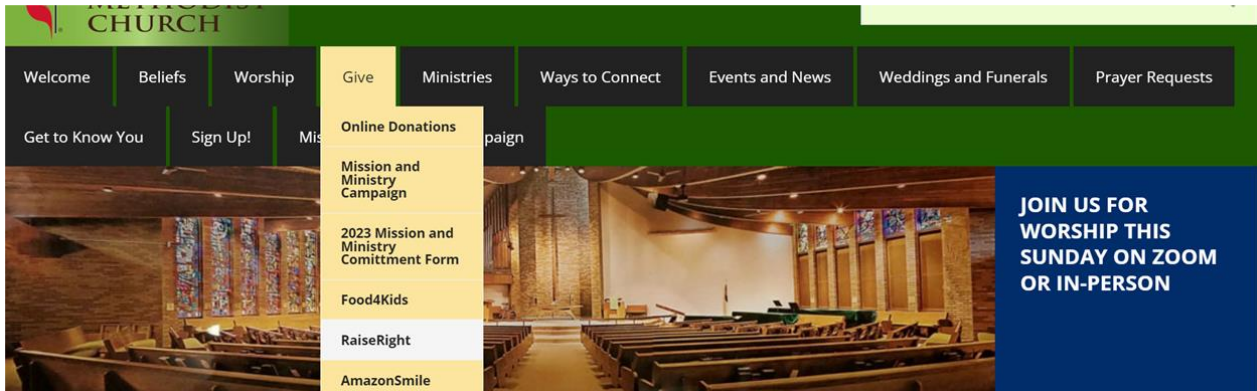 CHURCH
Welcome Beliefs Worship Give Ministries Ways to Connect Events and News Weddings and Funerals Prayer Requests
Get to Know You Sign Up!
Online Donations
Mission and
Ministry
Campaign
2023 Mission and
Ministry
Comittment Form
Food4Kids
RaiseRight
AmazonSmile
JOIN US FOR
WORSHIP THIS
SUNDAY ON ZOOM
OR IN-PERSON